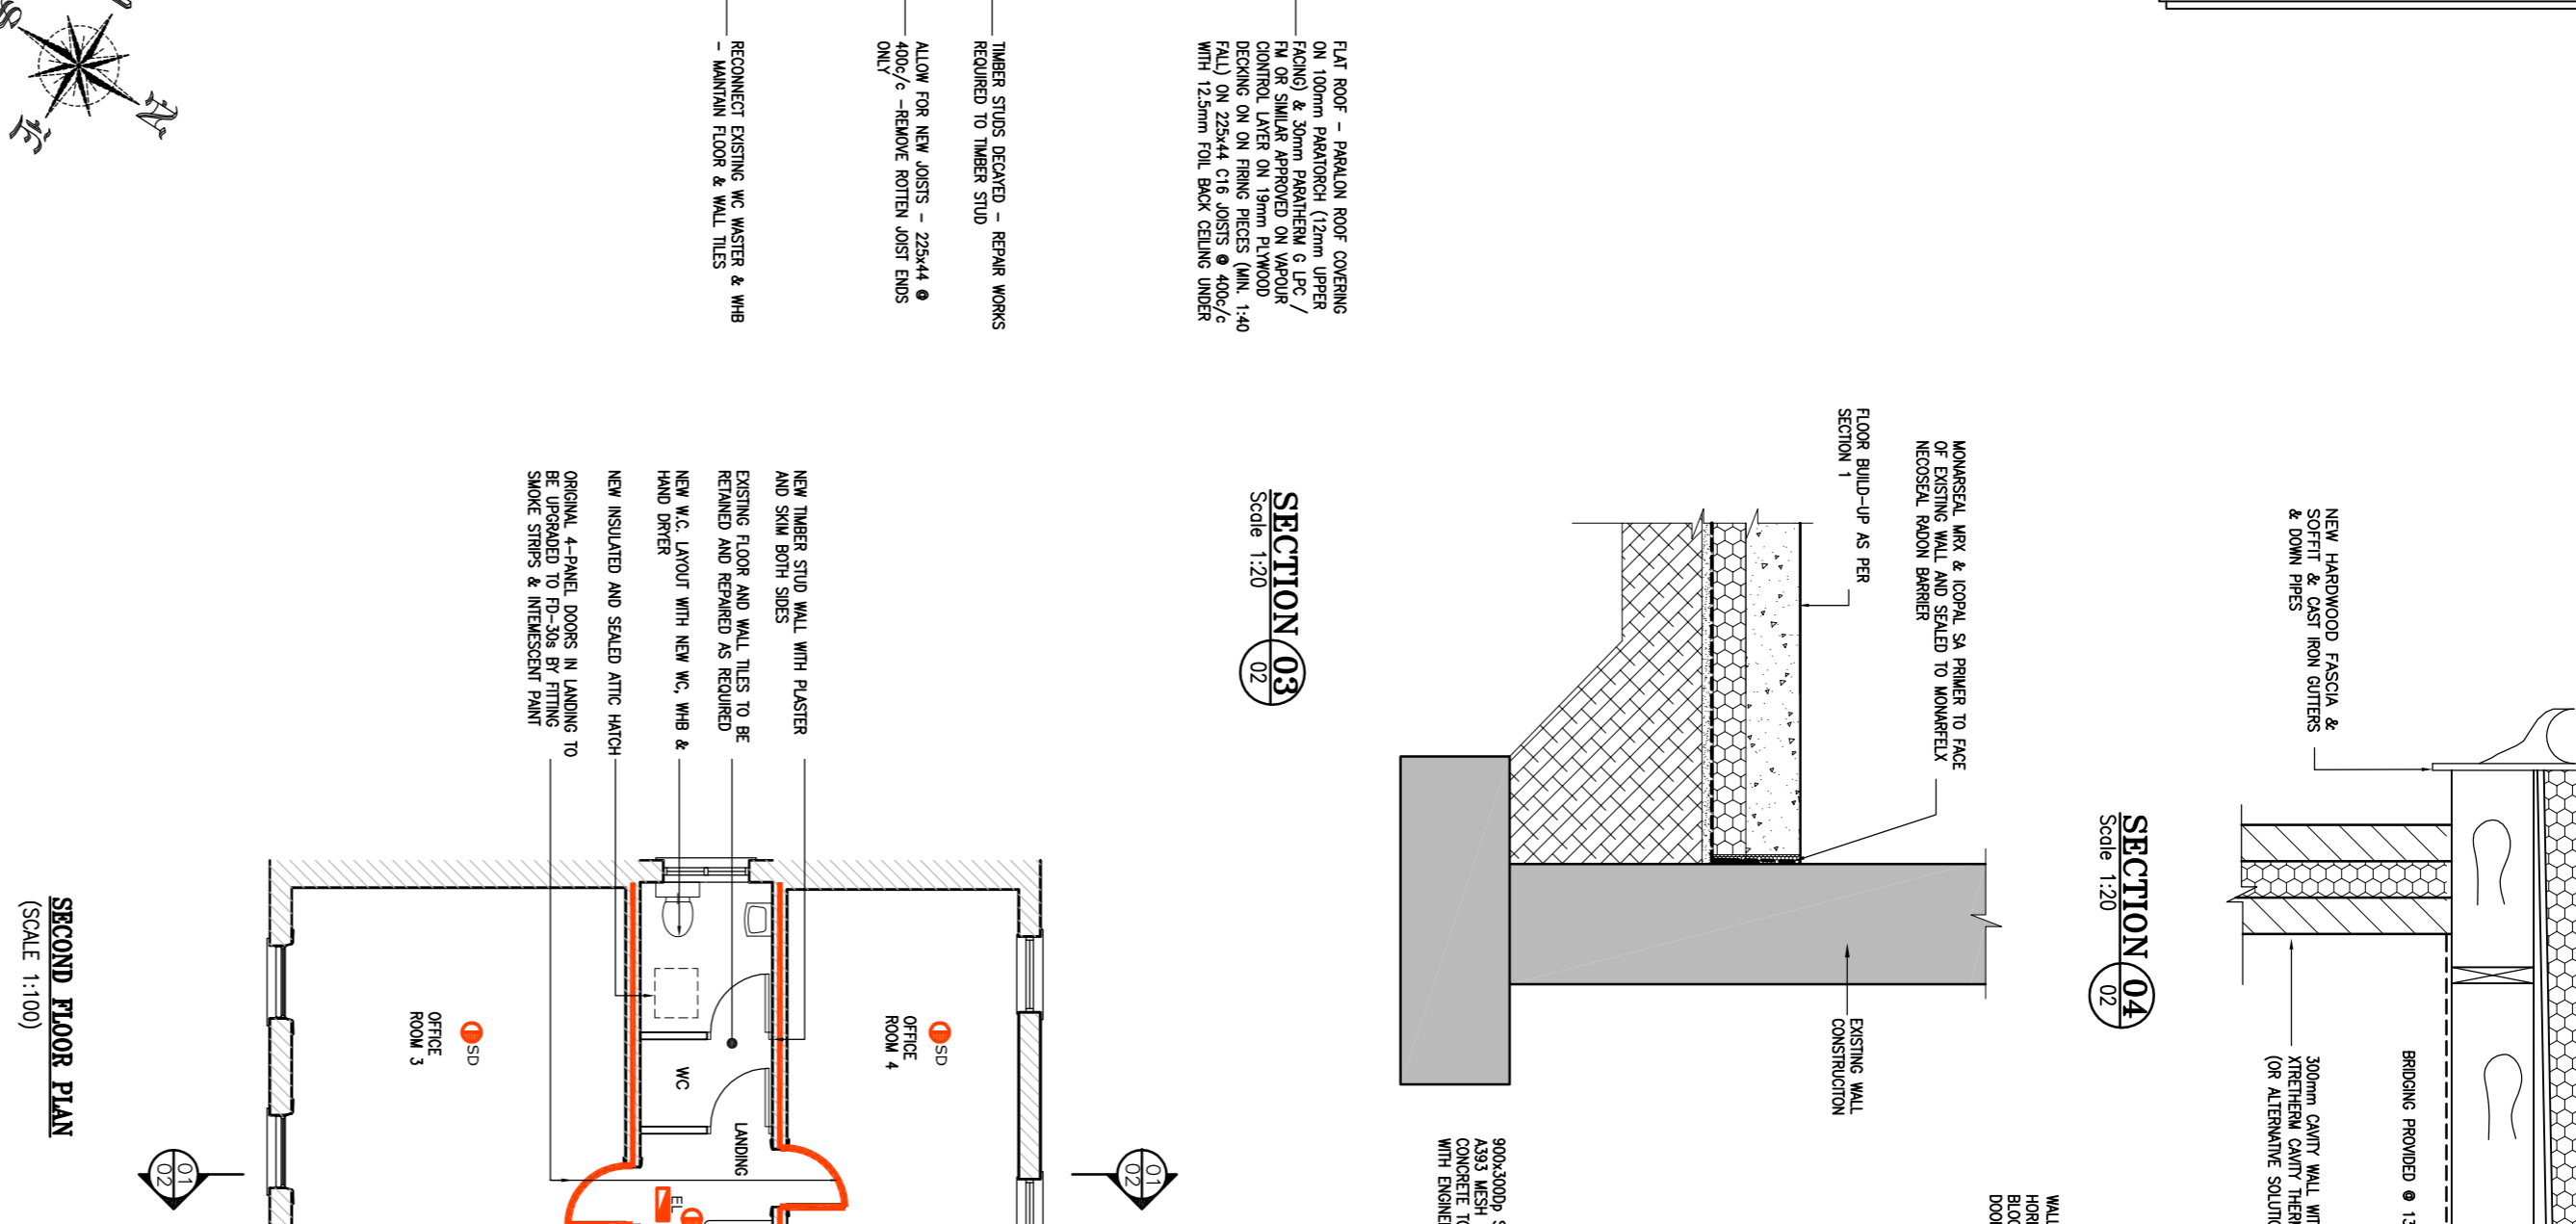 FLAT ROOF - PARALON ROOF COVERING
ON 100mm PARATORCH (12mm UPPER
FACING) & 30mm PARATHERM G LPC /
FM OR SIMILAR APPROVED ON VAPOUR
CIONTROL LAYER ON 19mm PLYWOOD
DECKING ON ON FIRING PIECES (MIN. 1:40
FALL) ON 225x44 C16 JOISTS @ 400c/c
WITH 12.5mm FOIL BACK CEILING UNDER
TIMBER STUDS DECAYED - REPAIR WORKS
REQUIRED TO TIMBER STUD
ALLOW FOR NEW JOISTS - 225x44 @
400c/c -REMOVE ROTTEN JOIST ENDS
ONLY
RECONNECT EXISTING WC WASTER & WHB
- MAINTAIN FLOOR & WALL TILES
N
E
S
NEW HARDWOOD FASCIA &
SOFFIT & CAST IRON GUTTERS
& DOWN PIPES
BRIDGING PROVIDED @
300mm CAVITY WALL
XTRETHERM CAVITY
(OR ALTERNATIVE
SECTION 04
02
Scale 1:20
MONARSEAL MRX & ICOPAL SA PRIMER TO FACE
OF EXISTING WALL AND SEALED TO MONARFELX
NECOSEAL RADON BARRIER
FLOOR BUILD-UP AS PER
SECTION 1
EXISTING WALL
CONSTRUCITON
WALL
900x300Dp
A393 MESH
CONCRETE
WITH
SECTION 03
02
Scale 1:20
NEW TIMBER STUD WALL WITH PLASTER
AND SKIM BOTH SIDES
EXISTING FLOOR AND WALL TILES TO BE
RETAINED AND REPAIRED AS REQUIRED
NEW W.C. LAYOUT WITH NEW WC, WHB &
HAND DRYER
NEW INSULATED AND SEALED ATTIC HATCH
ORIGINAL 4-PANEL DOORS IN LANDING TO
BE UPGRADED TO FD-30s BY FITTING
SMOKE STRIPS & INTEMESCENT PAINT
SD
OFFICE
ROOM 4
SD
OFFICE
ROOM 3
WC
LANDING
EL
01
02
01
02
SECOND FLOOR PLAN
(SCALE 1:100)